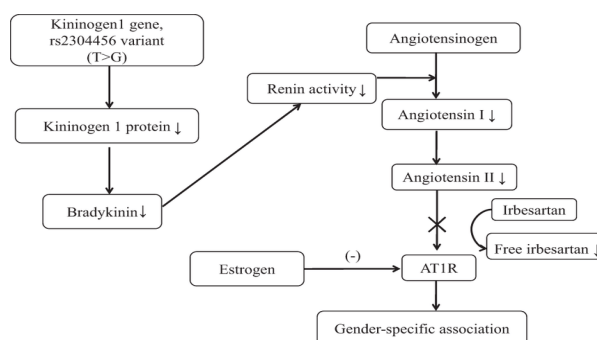 Kininogen1 gene,
rs2304456 variant
(T>G)
Kininogen 1 protein ↓
Bradykinin↓
Renin activity↓
Angiotensinogen
Angiotensin I ↓
Angiotensin II ↓
Irbesartan
Free irbesartan ↓
Estrogen
(-)
AT1R
Gender-specific association